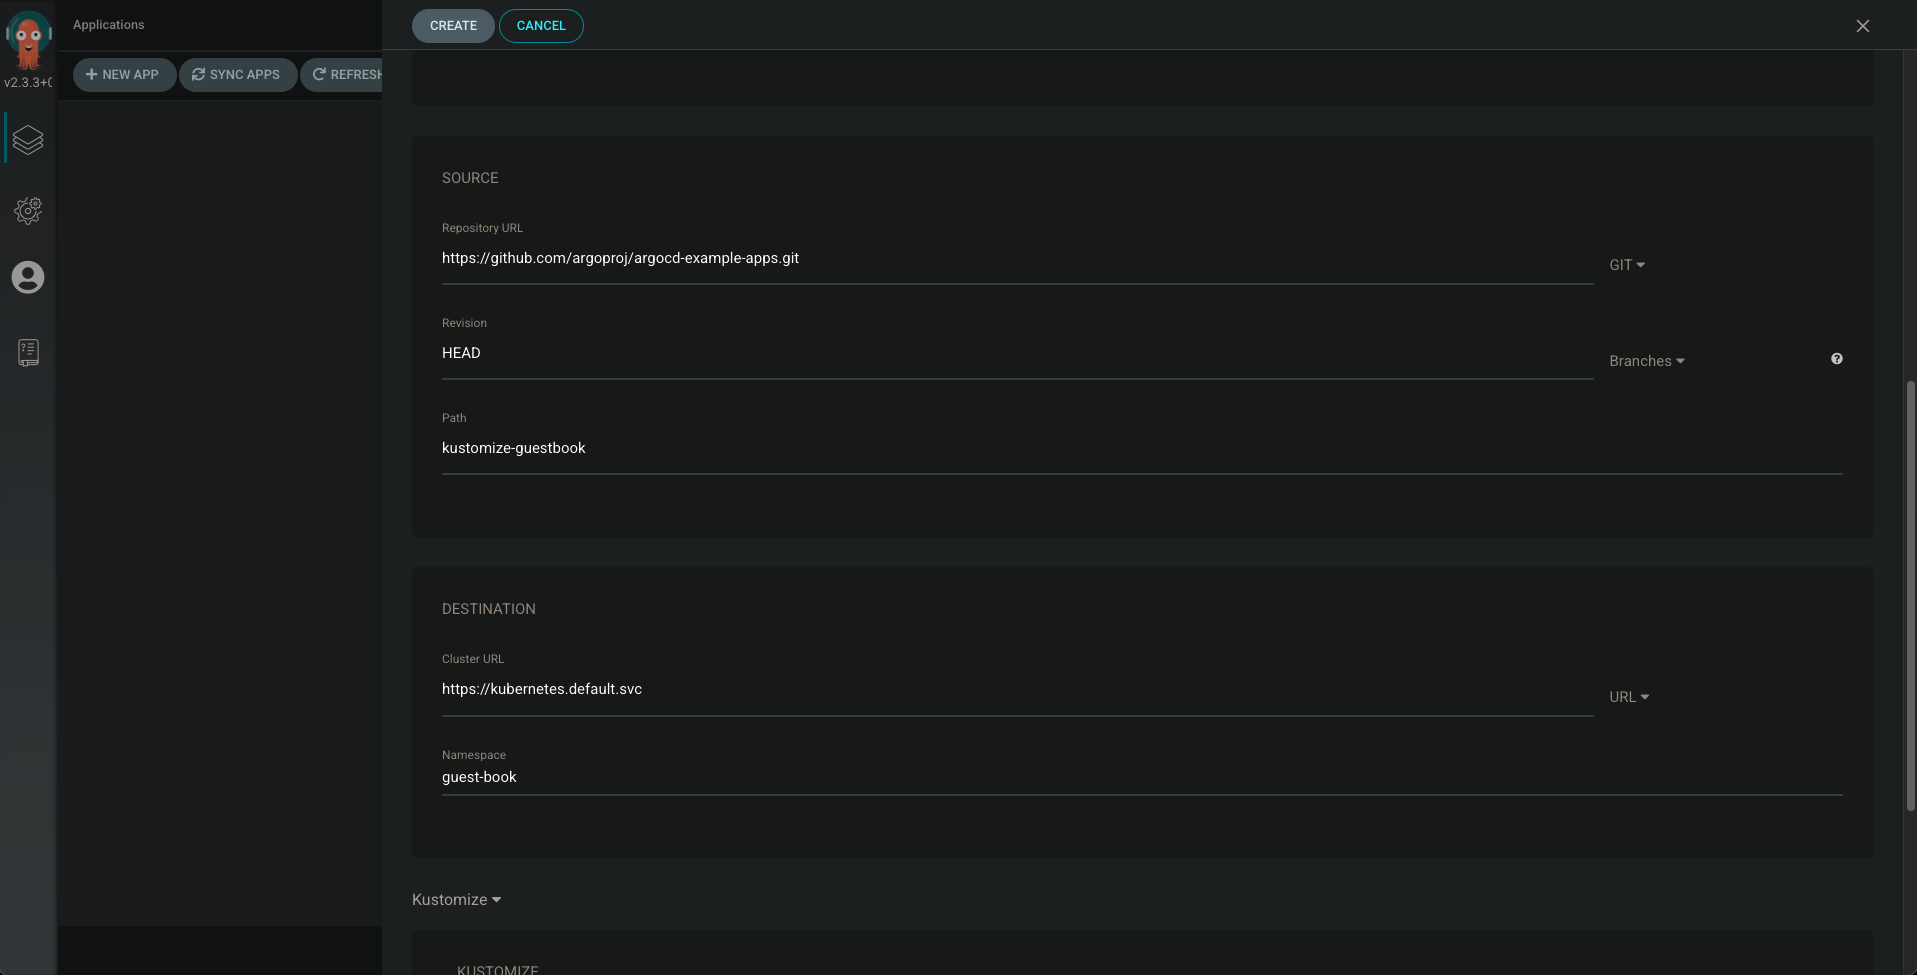 Applications
v2.3.3+
NEW APP
SYNC APPS
REFRESH
CREATE
CANCEL
SOURCE
Repository URL
https://github.com/argoproj/argocd-example-apps.git
GIT
Revision
HEAD
Branches
Path
kustomize-guestbook
DESTINATION
Cluster URL
https://kubernetes.default.svc
URL
Namespace
guest-book
Kustomize
KUSTOMIZE